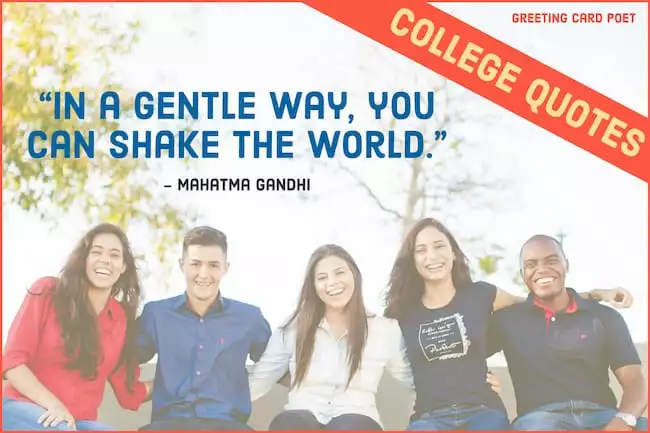 GREETING CARD POET
COLLEGE QUOTES
“IN A GENTLE WAY, YOU
CAN SHAKE THE WORLD.”
– MAHATMA GANDHI